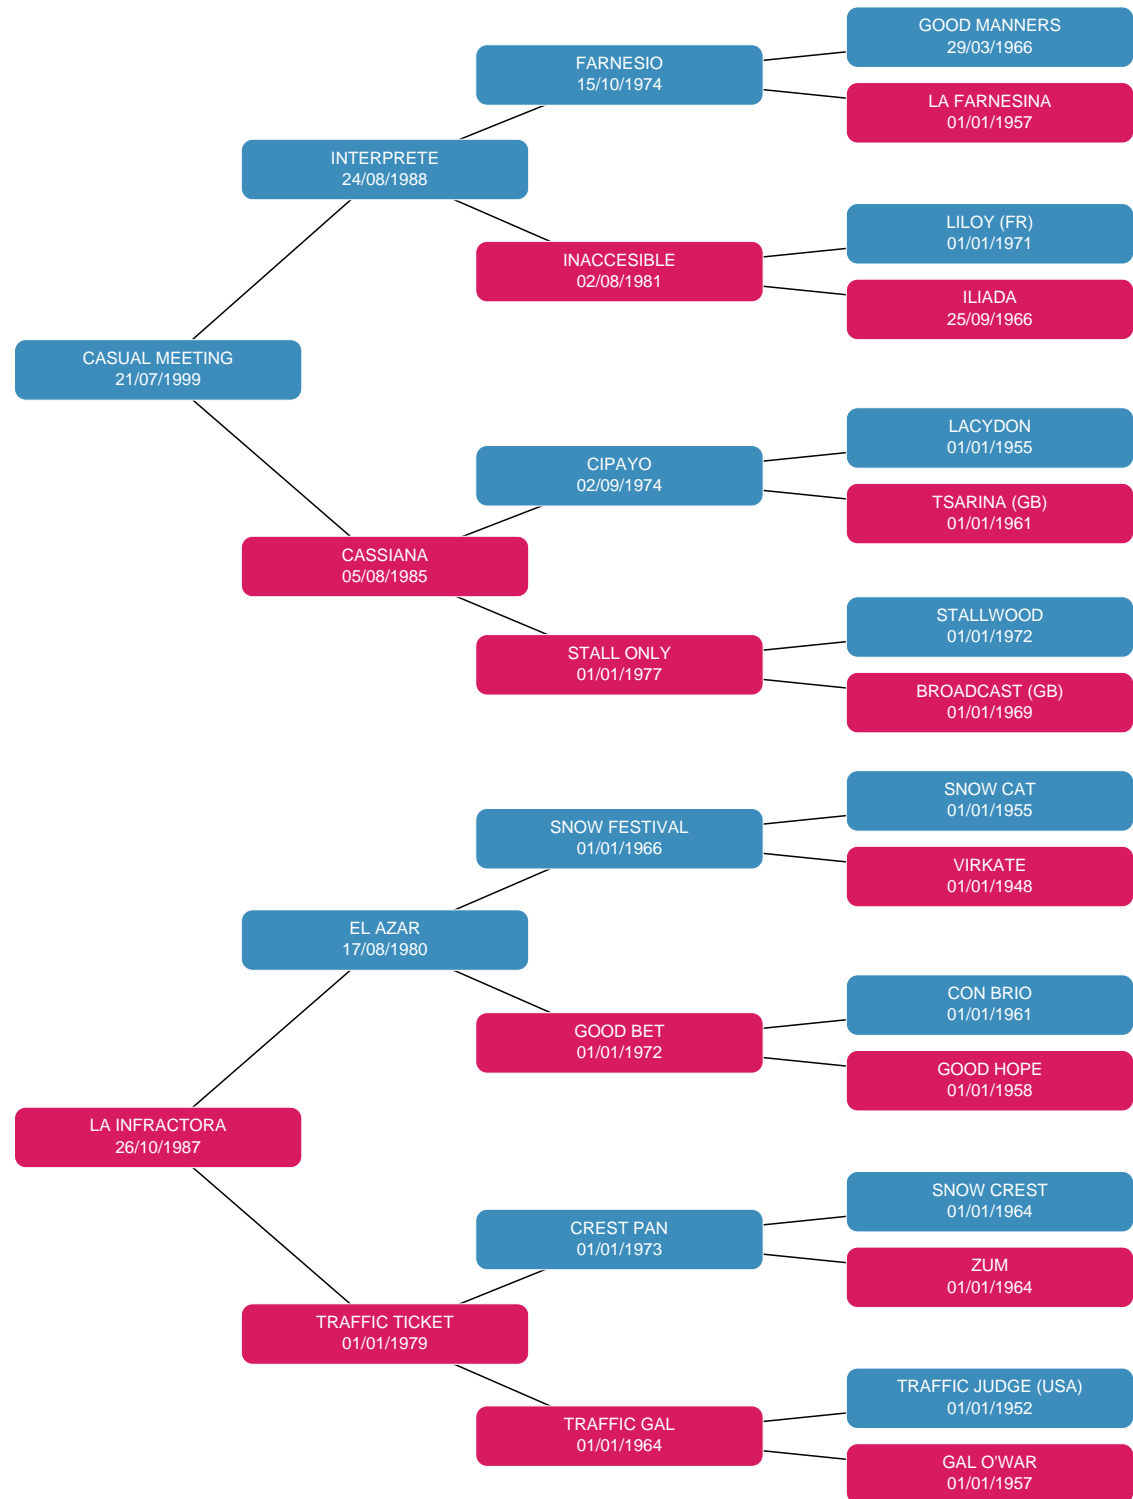 GOOD MANNERS
29/03/1966
FARNESIO
15/10/1974
LA FARNESINA
01/01/1957
INTERPRETE
24/08/1988
LILOY (FR)
01/01/1971
INACCESIBLE
02/08/1981
ILIADA
25/09/1966
CASUAL MEETING
21/07/1999
LACYDON
01/01/1955
CIPAYO
02/09/1974
TSARINA (GB)
01/01/1961
CASSIANA
05/08/1985
STALLWOOD
01/01/1972
STALL ONLY
01/01/1977
BROADCAST (GB)
01/01/1969
SNOW CAT
01/01/1955
SNOW FESTIVAL
01/01/1966
VIRKATE
01/01/1948
EL AZAR
17/08/1980
CON BRIO
01/01/1961
GOOD BET
01/01/1972
GOOD HOPE
01/01/1958
LA INFRACTORA
26/10/1987
SNOW CREST
01/01/1964
CREST PAN
01/01/1973
ZUM
01/01/1964
TRAFFIC TICKET
01/01/1979
TRAFFIC JUDGE (USA)
01/01/1952
TRAFFIC GAL
01/01/1964
GAL O'WAR
01/01/1957